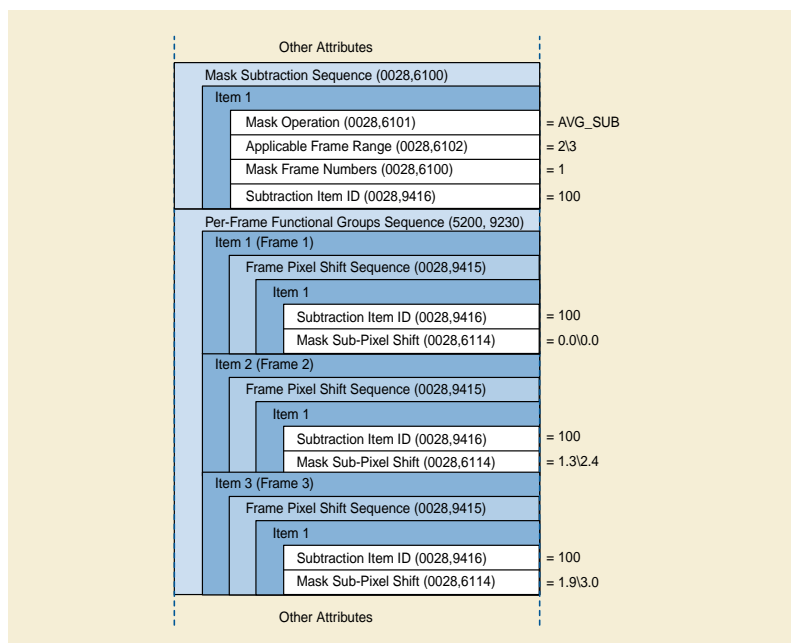 Other Attributes
Mask Subtraction Sequence (0028,6100)
Item 1
Mask Operation (0028,6101) = AVG_SUB
Applicable Frame Range (0028,6102) = 2\3
Mask Frame Numbers (0028,6100) = 1
Subtraction Item ID (0028,9416) = 100
Per-Frame Functional Groups Sequence (5200, 9230)
Item 1 (Frame 1)
Frame Pixel Shift Sequence (0028,9415)
Item 1
Subtraction Item ID (0028,9416) = 100
Mask Sub-Pixel Shift (0028,6114) = 0.0\0.0
Item 2 (Frame 2)
Frame Pixel Shift Sequence (0028,9415)
Item 1
Subtraction Item ID (0028,9416) = 100
Mask Sub-Pixel Shift (0028,6114) = 1.3\2.4
Item 3 (Frame 3)
Frame Pixel Shift Sequence (0028,9415)
Item 1
Subtraction Item ID (0028,9416) = 100
Mask Sub-Pixel Shift (0028,6114) = 1.9\3.0
Other Attributes